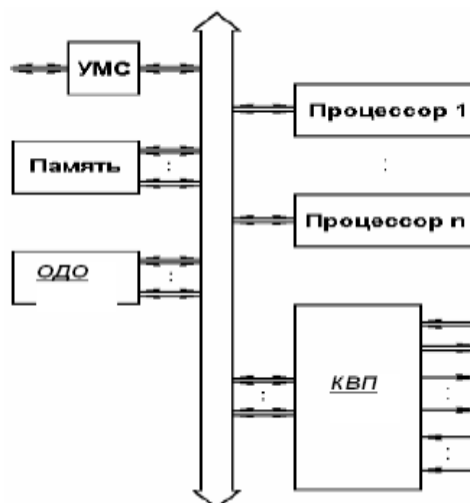 УМС
Процессор 1
Память
Процессор n
ОДО
КВП